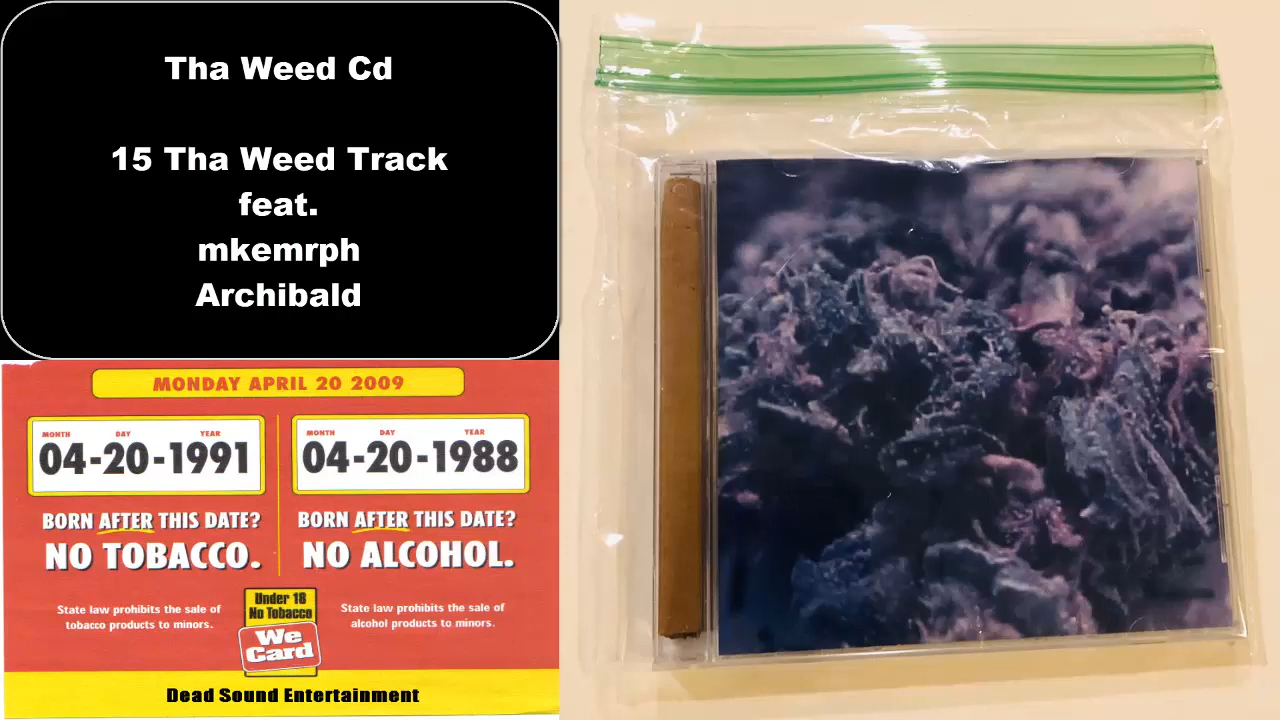 Tha Weed Cd
15 Tha Weed Track
feat.
mkemrph
Archibald
MONDAY APRIL 20 2009
MONTH DAY YEAR
04-20-1991
BORN AFTER THIS DATE?
NO TOBACCO.
State law prohibits the sale of
tobacco products to minors.
MONTH DAY YEAR
04-20-1988
BORN AFTER THIS DATE?
NO ALCOHOL.
State law prohibits the sale of
alcohol products to minors.
Under 18
No Tobacco
We
Card
Dead Sound Entertainment